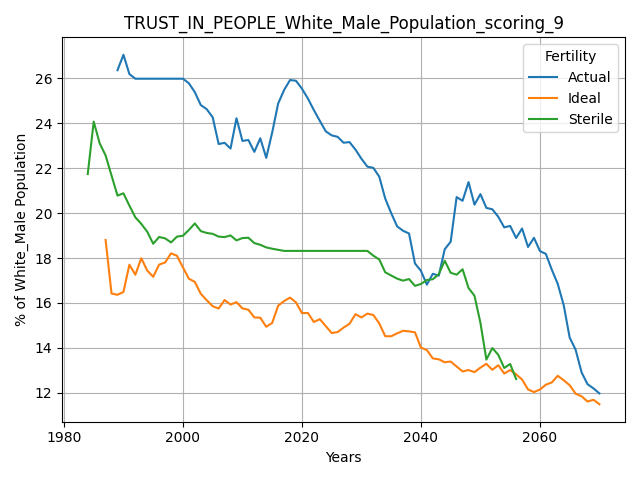 TRUST_IN_PEOPLE_White_Male_Population_scoring_9
Fertility
Actual
Ideal
Sterile
% of White_Male Population
26
24
22
20
18
16
14
12
1980
2000
2020
2040
2060
Years